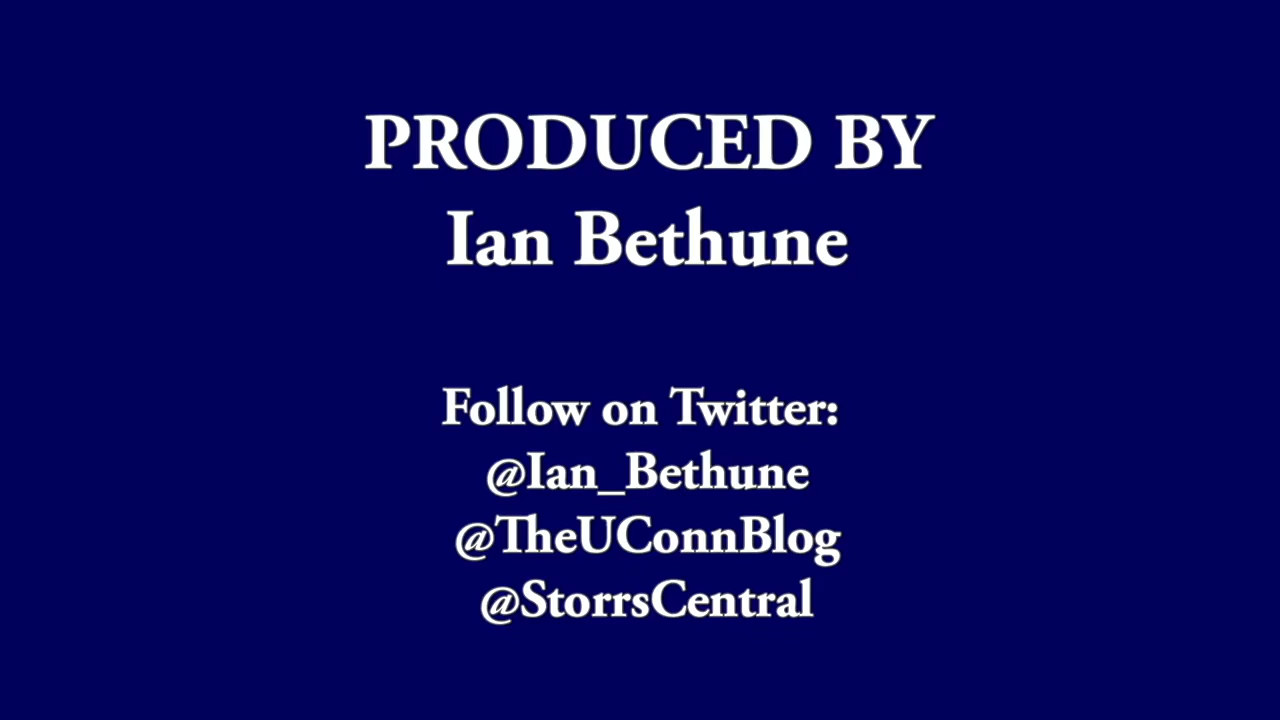 PRODUCED BY
Ian Bethune
Follow on Twitter:
@Ian_Bethune
@TheUConnBlog
@StorrsCentral